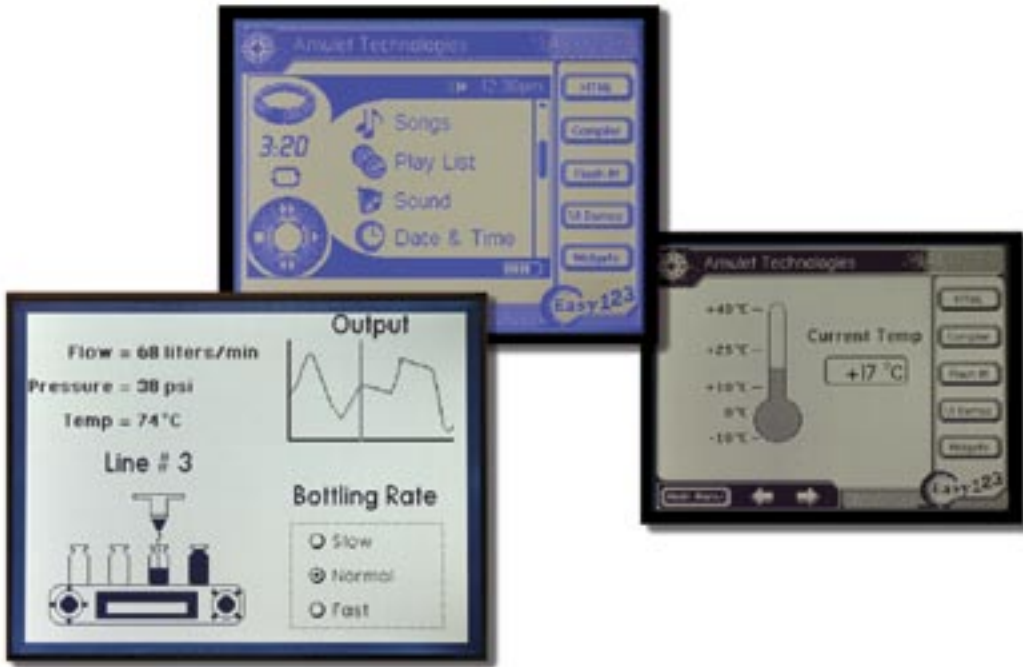 Amulet Technologies
12:30pm
3:20
Songs
Play List
Sound
Date & Time
HTML
Compiler
Flash It!
UI Demos
Widgets
Easy123
Flow = 68 liters/min
Pressure = 38 psi
Temp = 74°C
Line # 3
Output
Bottling Rate
Slow
Normal
Fast
Amulet Technologies
+40°C
+25°C
+10°C
0°C
-10°C
Current Temp
+17 °C
HTML
Compiler
Flash It!
UI Demos
Widgets
Easy123